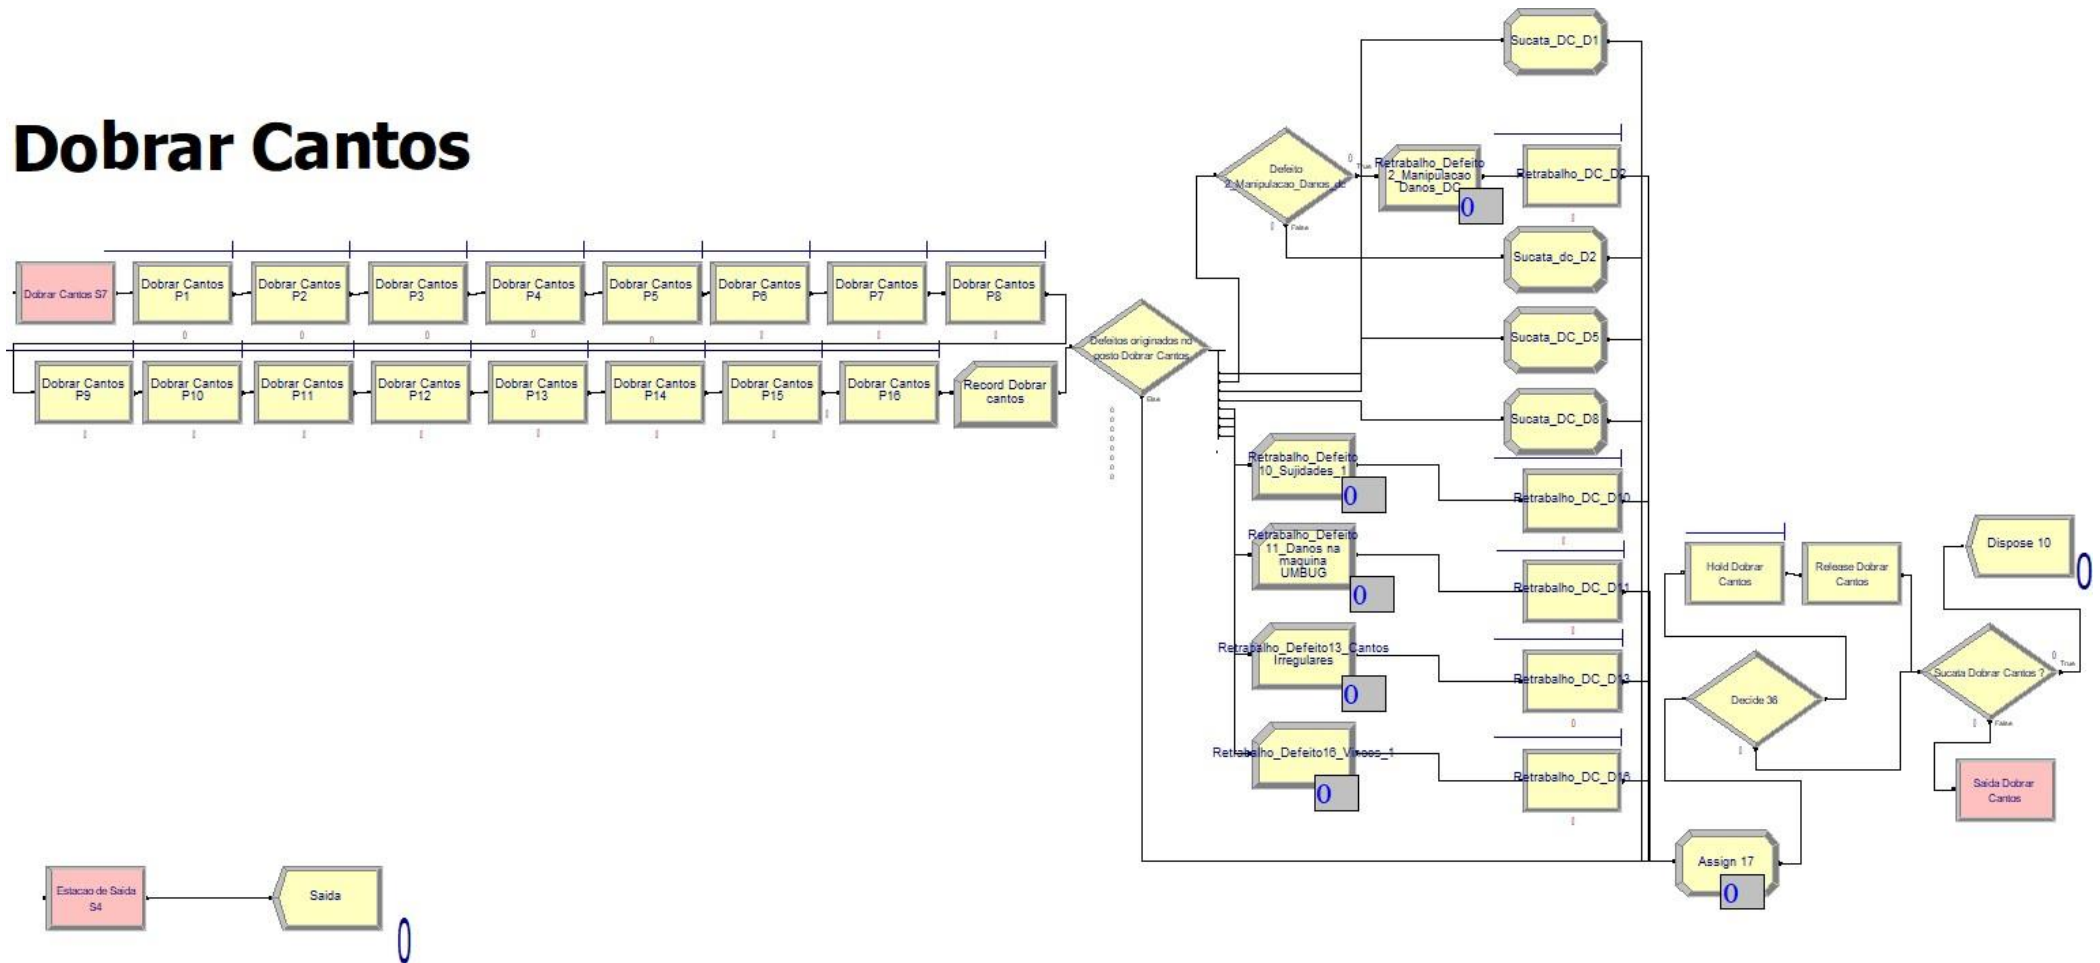 Dobrar Cantos
Dobrar Cantos S7
Dobrar Cantos
P1
Dobrar Cantos
P2
Dobrar Cantos
P3
Dobrar Cantos
P4
Dobrar Cantos
P5
Dobrar Cantos
P6
Dobrar Cantos
P7
Dobrar Cantos
P8
Dobrar Cantos
P9
Dobrar Cantos
P10
Dobrar Cantos
P11
Dobrar Cantos
P12
Dobrar Cantos
P13
Dobrar Cantos
P14
Dobrar Cantos
P15
Dobrar Cantos
P16
Record Dobrar
cantos
Defeitos originados no
posto Dobrar Cantos
Else
Defeito
2_Manipulacao_Danos_dc
0
True
False
Retrabalho_Defeito
2_Manipulacao
Danos_DC
0
Sucata_DC_D1
Retrabalho_DC_D2
Sucata_do_D2
Sucata_DC_D5
Sucata_DC_D8
Retrabalho_Defeito
10_Sujidades_1
0
Retrabalho_DC_D10
Retrabalho_Defeito
11_Danos na
maquina
UMBUG
0
Retrabalho_DC_D11
Retrabalho_Defeito13_Cantos
Irregulares
0
Retrabalho_DC_D13
Retrabalho_Defeito16_Vincos_1
0
Retrabalho_DC_D16
Assign 17
0
Hold Dobrar
Cantos
Release Dobrar
Cantos
Decide 36
Dispose 10
0
Sucata Dobrar Cantos ?
0
True
False
Saida Dobrar
Cantos
Estacao de Saida
S4
Saida
0